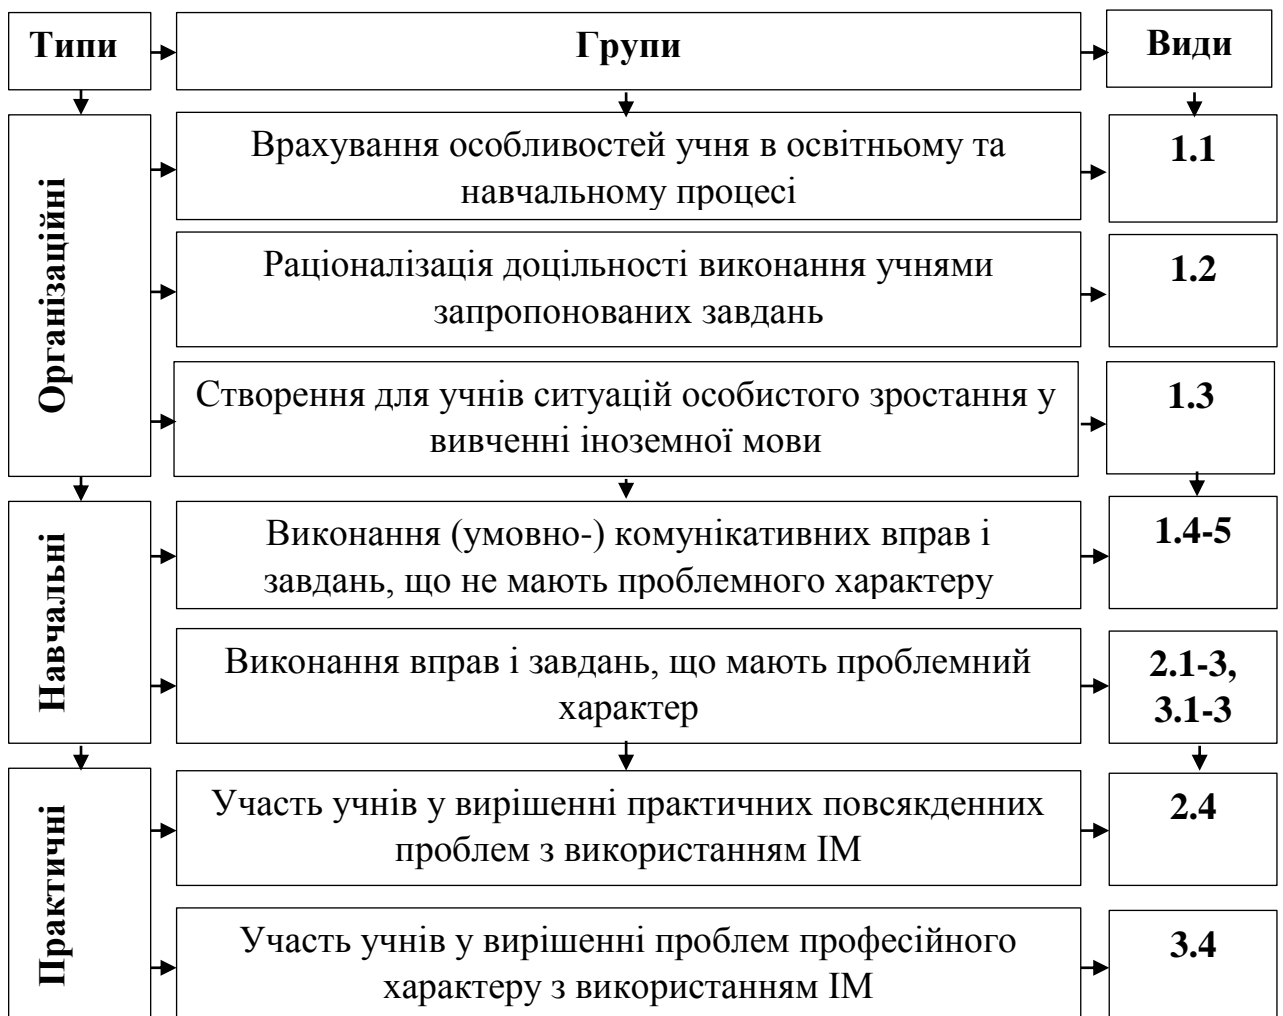 Типи
Групи
Види
Організаційні
Врахування особливостей учня в освітньому та
навчальному процесі
1.1
Раціоналізація доцільності виконання учнями
запропонованих завдань
1.2
Створення для учнів ситуацій особистого зростання у
вивченні іноземної мови
1.3
Навчальні
Виконання (умовно-) комунікативних вправ і
завдань, що не мають проблемного характеру
1.4-5
Виконання вправ і завдань, що мають проблемний
характер
2.1-3,
3.1-3
Практичні
Участь учнів у вирішенні практичних повсякденних
проблем з використанням ІМ
2.4
Участь учнів у вирішенні проблем професійного
характеру з використанням ІМ
3.4